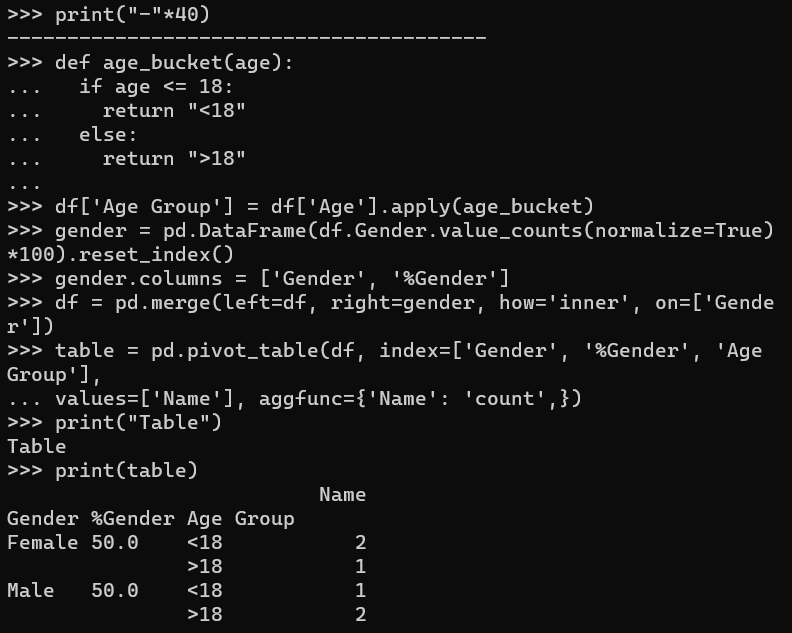 >>> print("-"*40)
----------------------------------------
>>> def age_bucket(age):
...   if age <= 18:
...     return "<18"
...   else:
...     return ">18"
...
>>> df['Age Group'] = df['Age'].apply(age_bucket)
>>> gender = pd.DataFrame(df.Gender.value_counts(normalize=True)
*100).reset_index()
>>> gender.columns = ['Gender', '%Gender']
>>> df = pd.merge(left=df, right=gender, how='inner', on=['Gende
r'])
>>> table = pd.pivot_table(df, index=['Gender', '%Gender', 'Age
Group'],
... values=['Name'], aggfunc={'Name': 'count',})
>>> print("Table")
Table
>>> print(table)
                          Name
Gender %Gender Age Group
Female 50.0    <18           2
               >18           1
Male   50.0    <18           1
               >18           2